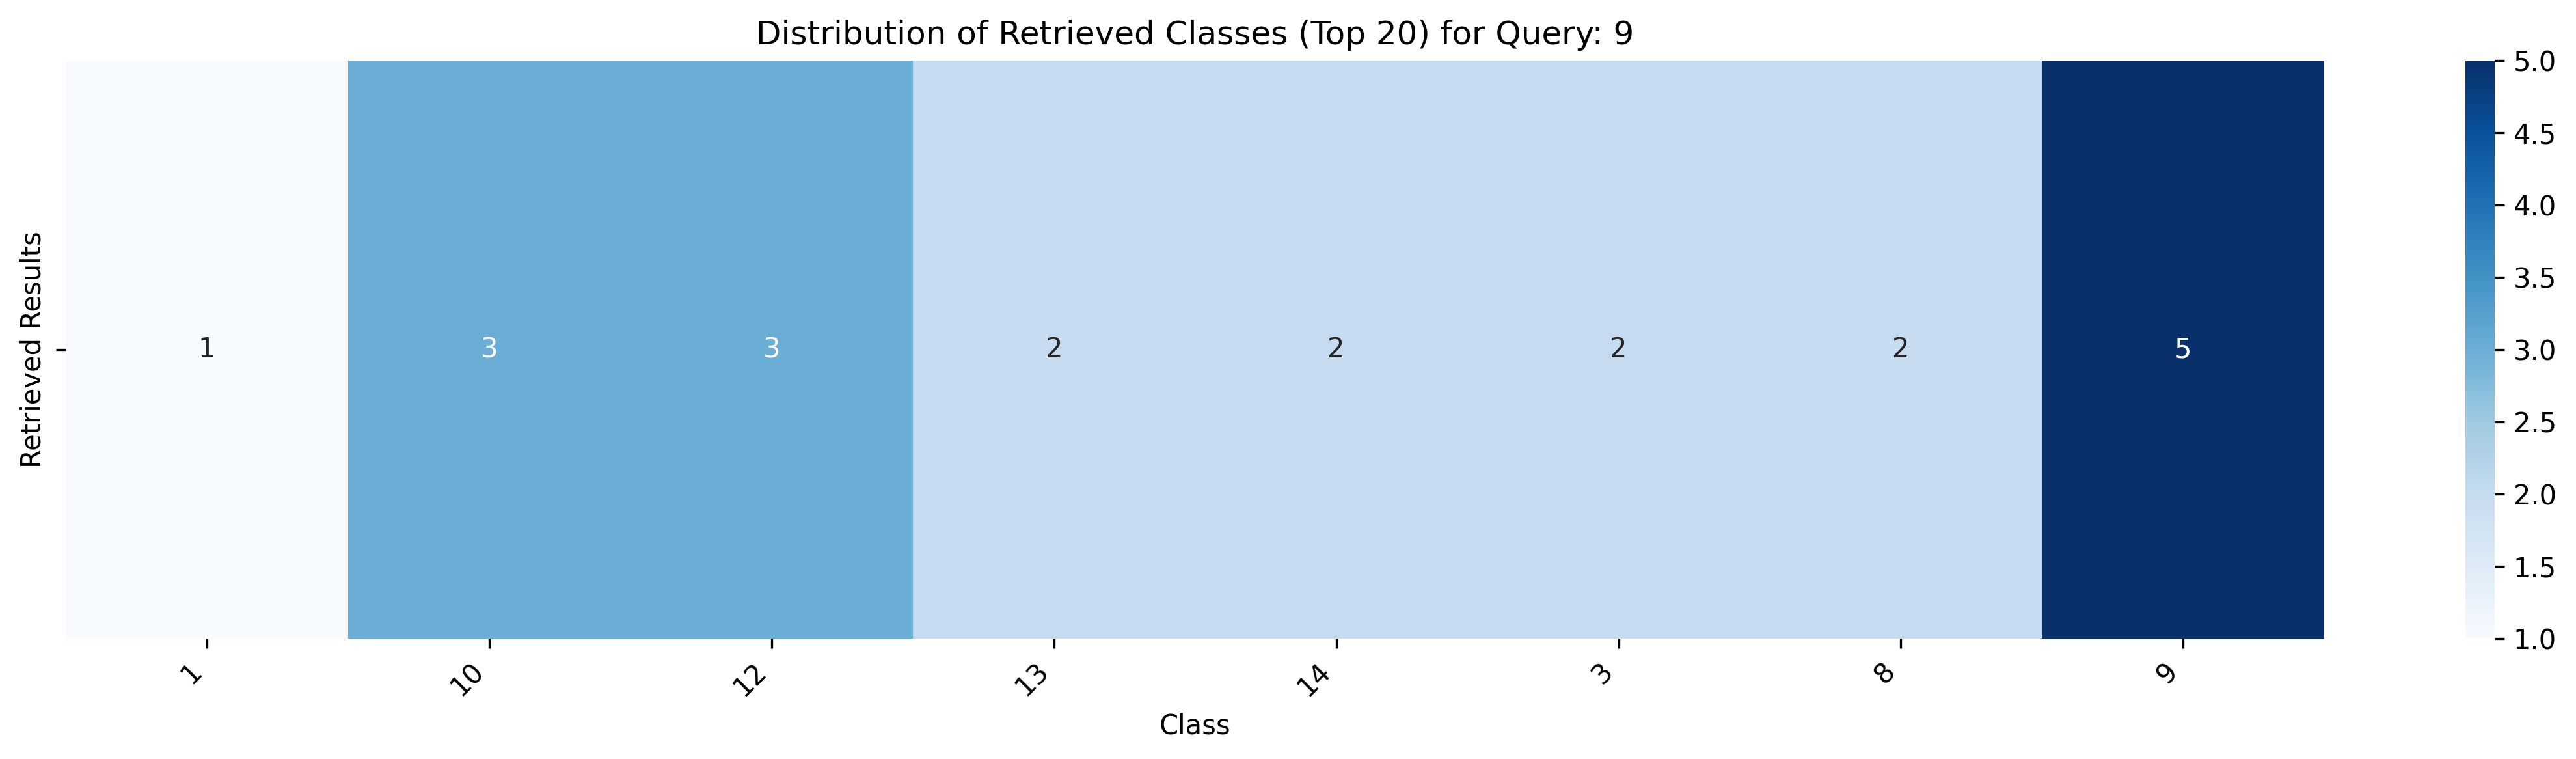 Distribution of Retrieved Classes (Top 20) for Query: 9
Retrieved Results
1 3 3 2 2 2 2 5
1 10 12 13 14 3 8 9
Class
5.0
4.5
4.0
3.5
3.0
2.5
2.0
1.5
1.0